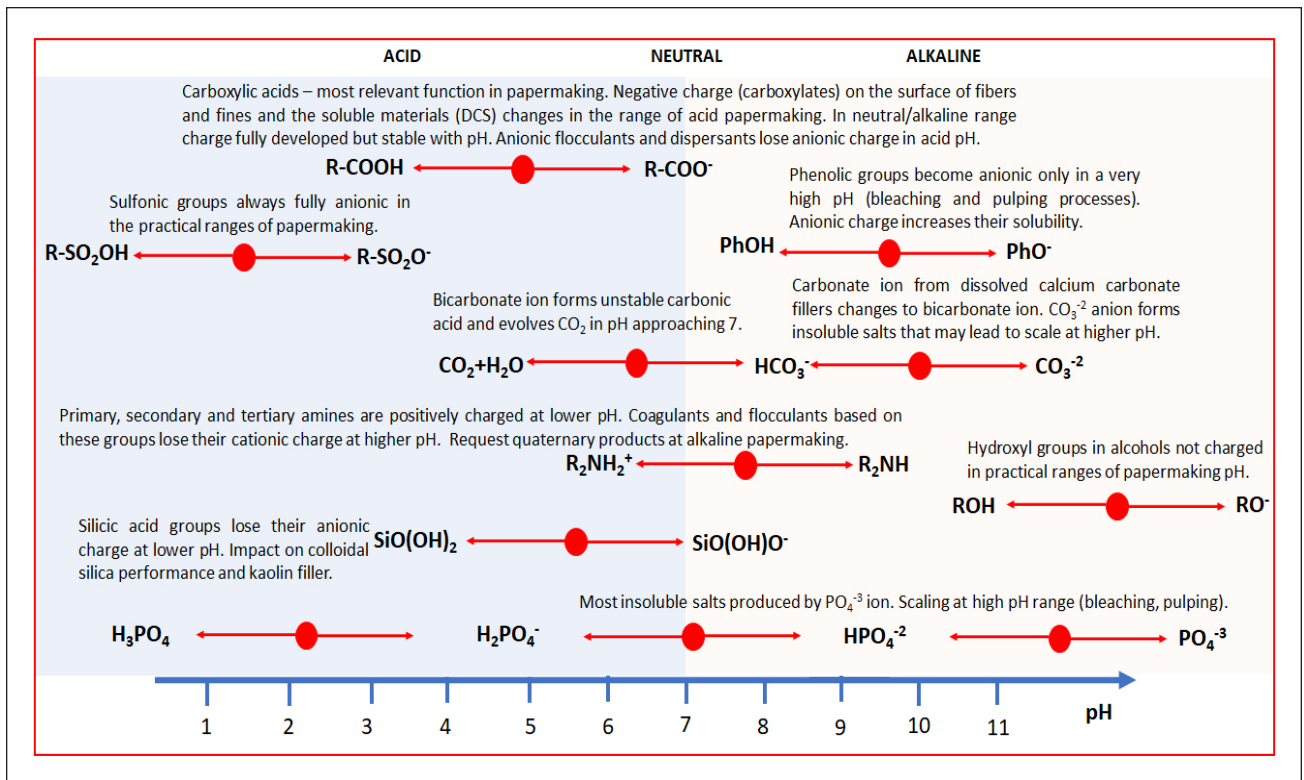 ACID NEUTRAL ALKALINE
Carboxylic acids – most relevant function in papermaking. Negative charge (carboxylates) on the surface of fibers
and fines and the soluble materials (DCS) changes in the range of acid papermaking. In neutral/alkaline range
charge fully developed but stable with pH. Anionic flocculants and dispersants lose anionic charge in acid pH.
R-COOH R-COO⁻
Phenolic groups become anionic only in a very
high pH (bleaching and pulping processes).
Anionic charge increases their solubility.
Sulfonic groups always fully anionic in
the practical ranges of papermaking.
R-SO₂OH R-SO₂O⁻
PhOH PhO⁻
Carbonate ion from dissolved calcium carbonate
fillers changes to bicarbonate ion. CO₃⁻² anion forms
insoluble salts that may lead to scale at higher pH.
Bicarbonate ion forms unstable carbonic
acid and evolves CO₂ in pH approaching 7.
CO₂+H₂O HCO₃⁻ CO₃⁻²
Primary, secondary and tertiary amines are positively charged at lower pH. Coagulants and flocculants based on
these groups lose their cationic charge at higher pH. Request quaternary products at alkaline papermaking.
R₂NH₂⁺ R₂NH
Hydroxyl groups in alcohols not charged
in practical ranges of papermaking pH.
ROH RO⁻
Silicic acid groups lose their anionic
charge at lower pH. Impact on colloidal
silica performance and kaolin filler.
SiO(OH)₂ SiO(OH)O⁻
Most insoluble salts produced by PO₄⁻³ ion. Scaling at high pH range (bleaching, pulping).
H₃PO₄ H₂PO₄⁻ HPO₄⁻² PO₄⁻³
1 2 3 4 5 6 7 8 9 10 11 pH